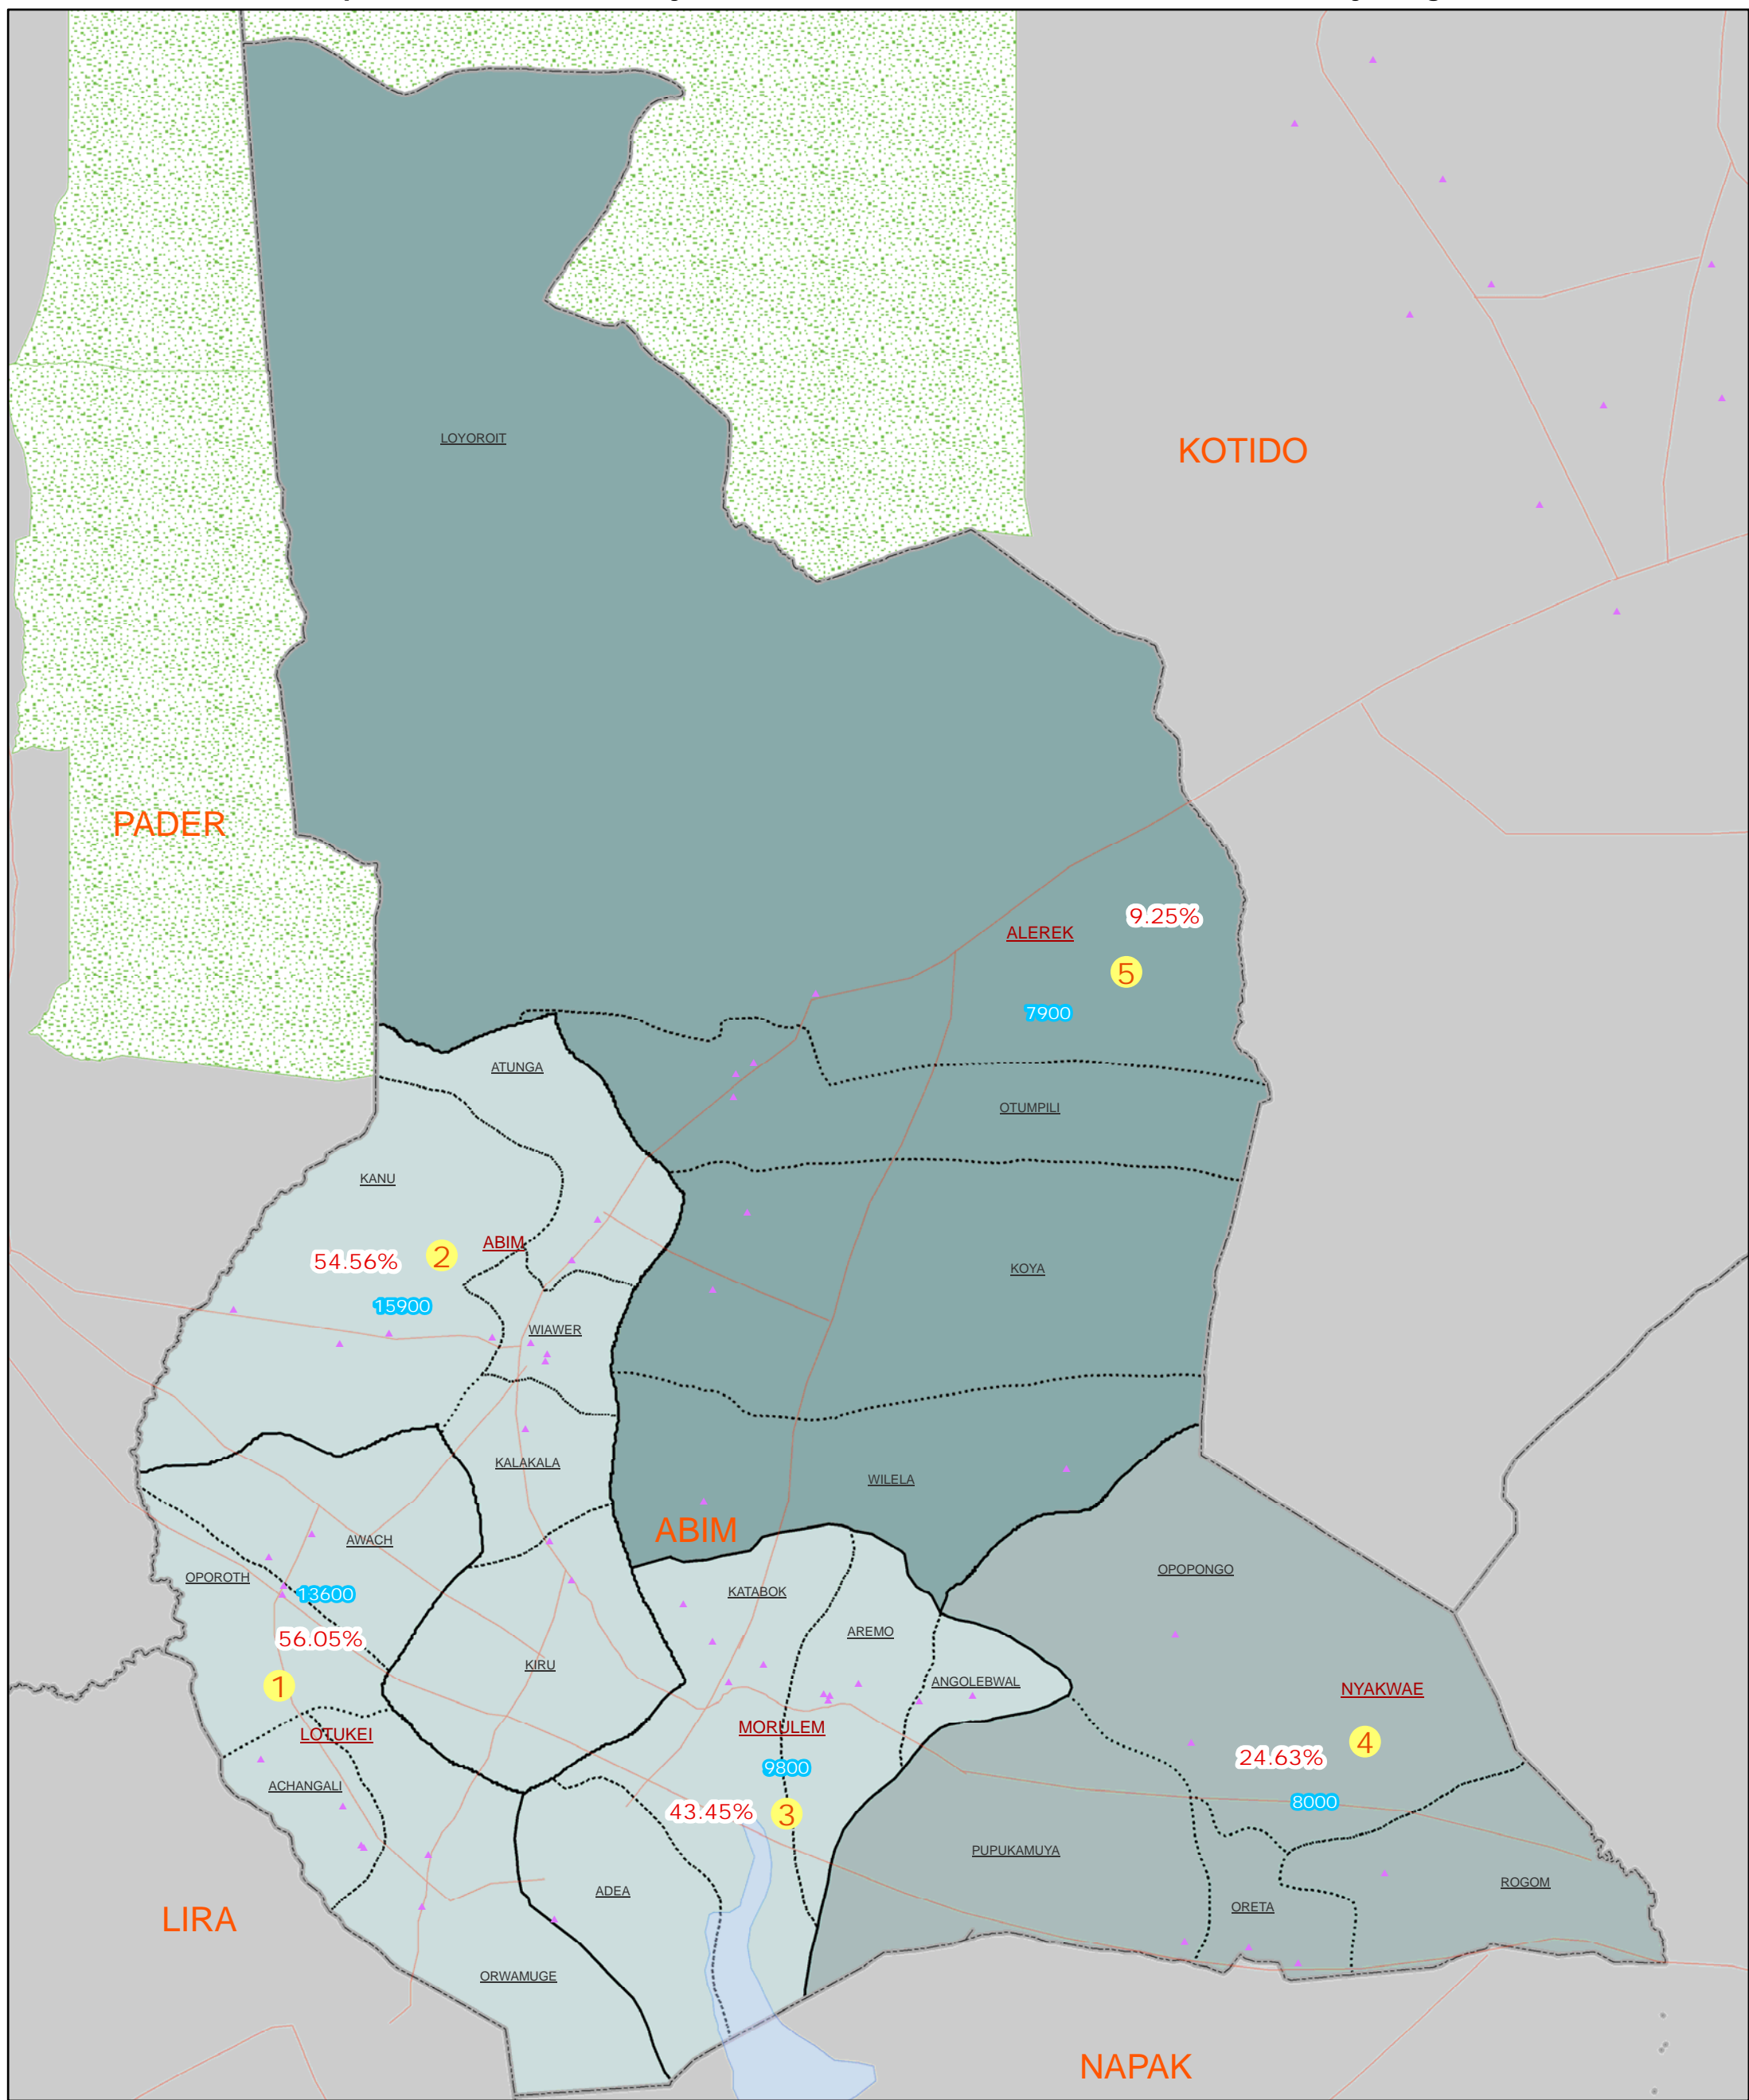 LOYOROIT
KOTIDO
PADER
9.25%
ALEREK
5
7900
ATUNGA
OTUMPILI
KANU
ABIM
2
54.56%
KOYA
15900
WIAWER
KALAKALA
WILELA
ABIM
AWACH
OPOPONGO
OPOROTH
13600
KATABOK
AREMO
56.05%
KIRU
ANGOLEBWAL
1
NYAKWAE
MORULEM
LOTUKEI
4
24.63%
9800
ACHANGALI
8000
43.45%
3
PUPUKAMUYA
ROGOM
ADEA
ORETA
LIRA
ORWAMUGE
NAPAK